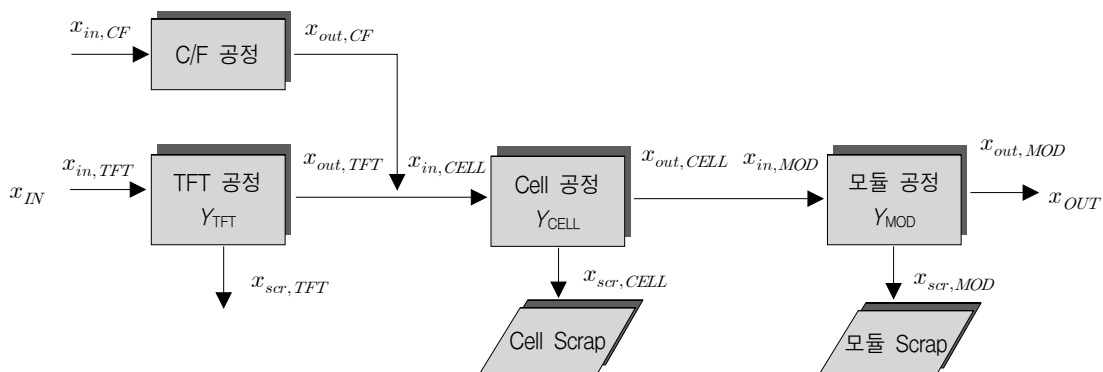 x_{in,CF}
C/F 공정
x_{out,CF}
x_{IN}
x_{in,TFT}
TFT 공정
Y_{TFT}
x_{out,TFT}
x_{in,CELL}
Cell 공정
Y_{CELL}
x_{out,CELL}
x_{in,MOD}
모듈 공정
Y_{MOD}
x_{out,MOD}
x_{OUT}
x_{scr,TFT}
x_{scr,CELL}
x_{scr,MOD}
Cell Scrap
모듈 Scrap